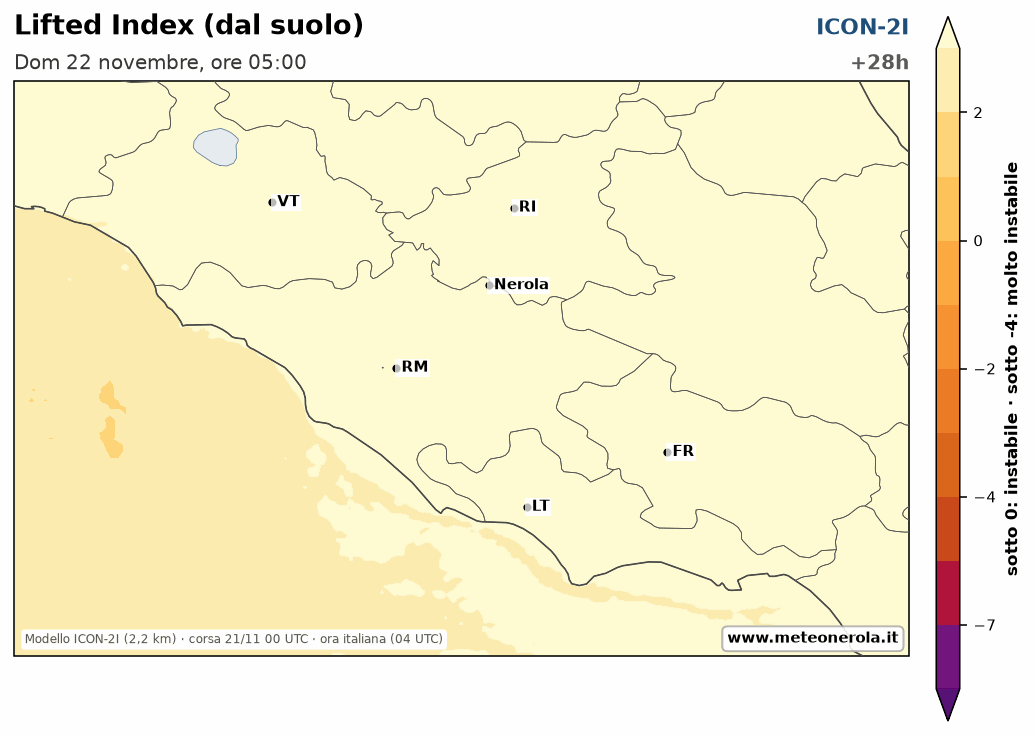 Lifted Index (dal suolo)
ICON-2I
Dom 22 novembre, ore 05:00
+28h
VT
RI
Nerola
RM
FR
LT
Modello ICON-2I (2,2 km) · corsa 21/11 00 UTC · ora italiana (04 UTC)
www.meteonerola.it
2
0
−2
−4
−7
sotto 0: instabile · sotto -4: molto instabile